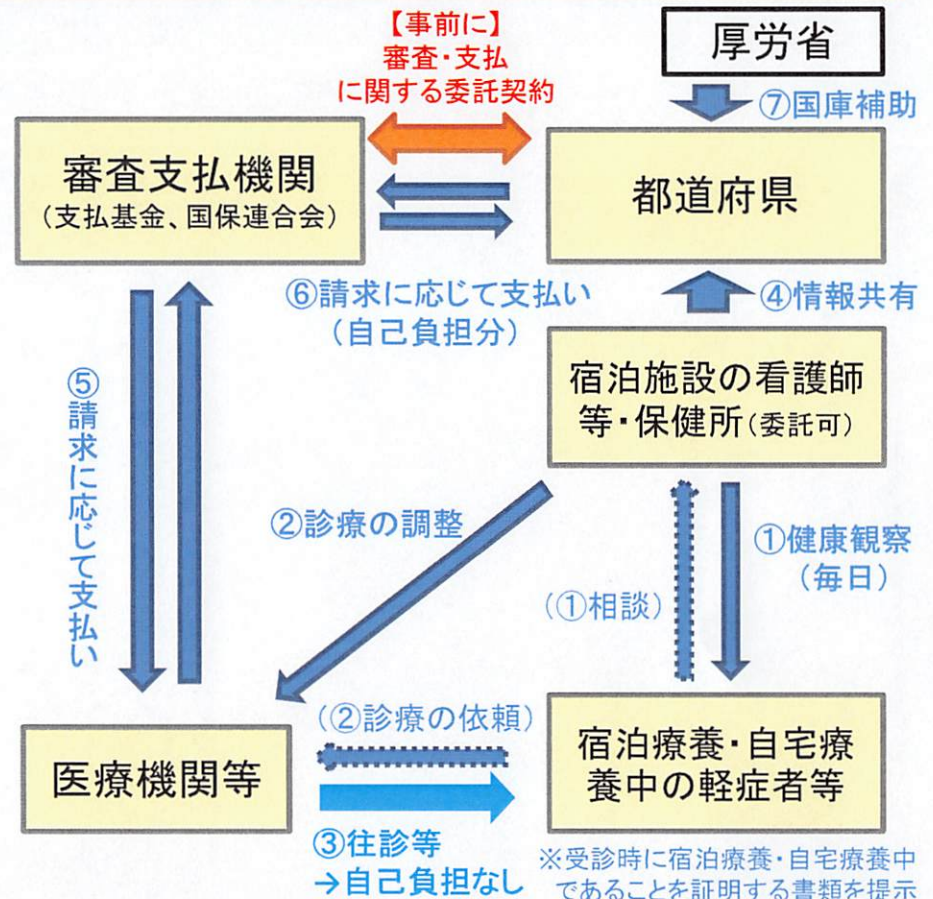 【事前に】
審査・支払
に関する委託契約
厚労省
⑦国庫補助
審査支払機関
(支払基金、国保連合会)
都道府県
⑥請求に応じて支払い
(自己負担分)
④情報共有
宿泊施設の看護師
等・保健所(委託可)
⑤請求に応じて支払い
②診療の調整
①健康観察
(毎日)
(①相談)
(②診療の依頼)
医療機関等
宿泊療養・自宅療
養中の軽症者等
③往診等
→自己負担なし
※受診時に宿泊療養・自宅療養中
であることを証明する書類を提示